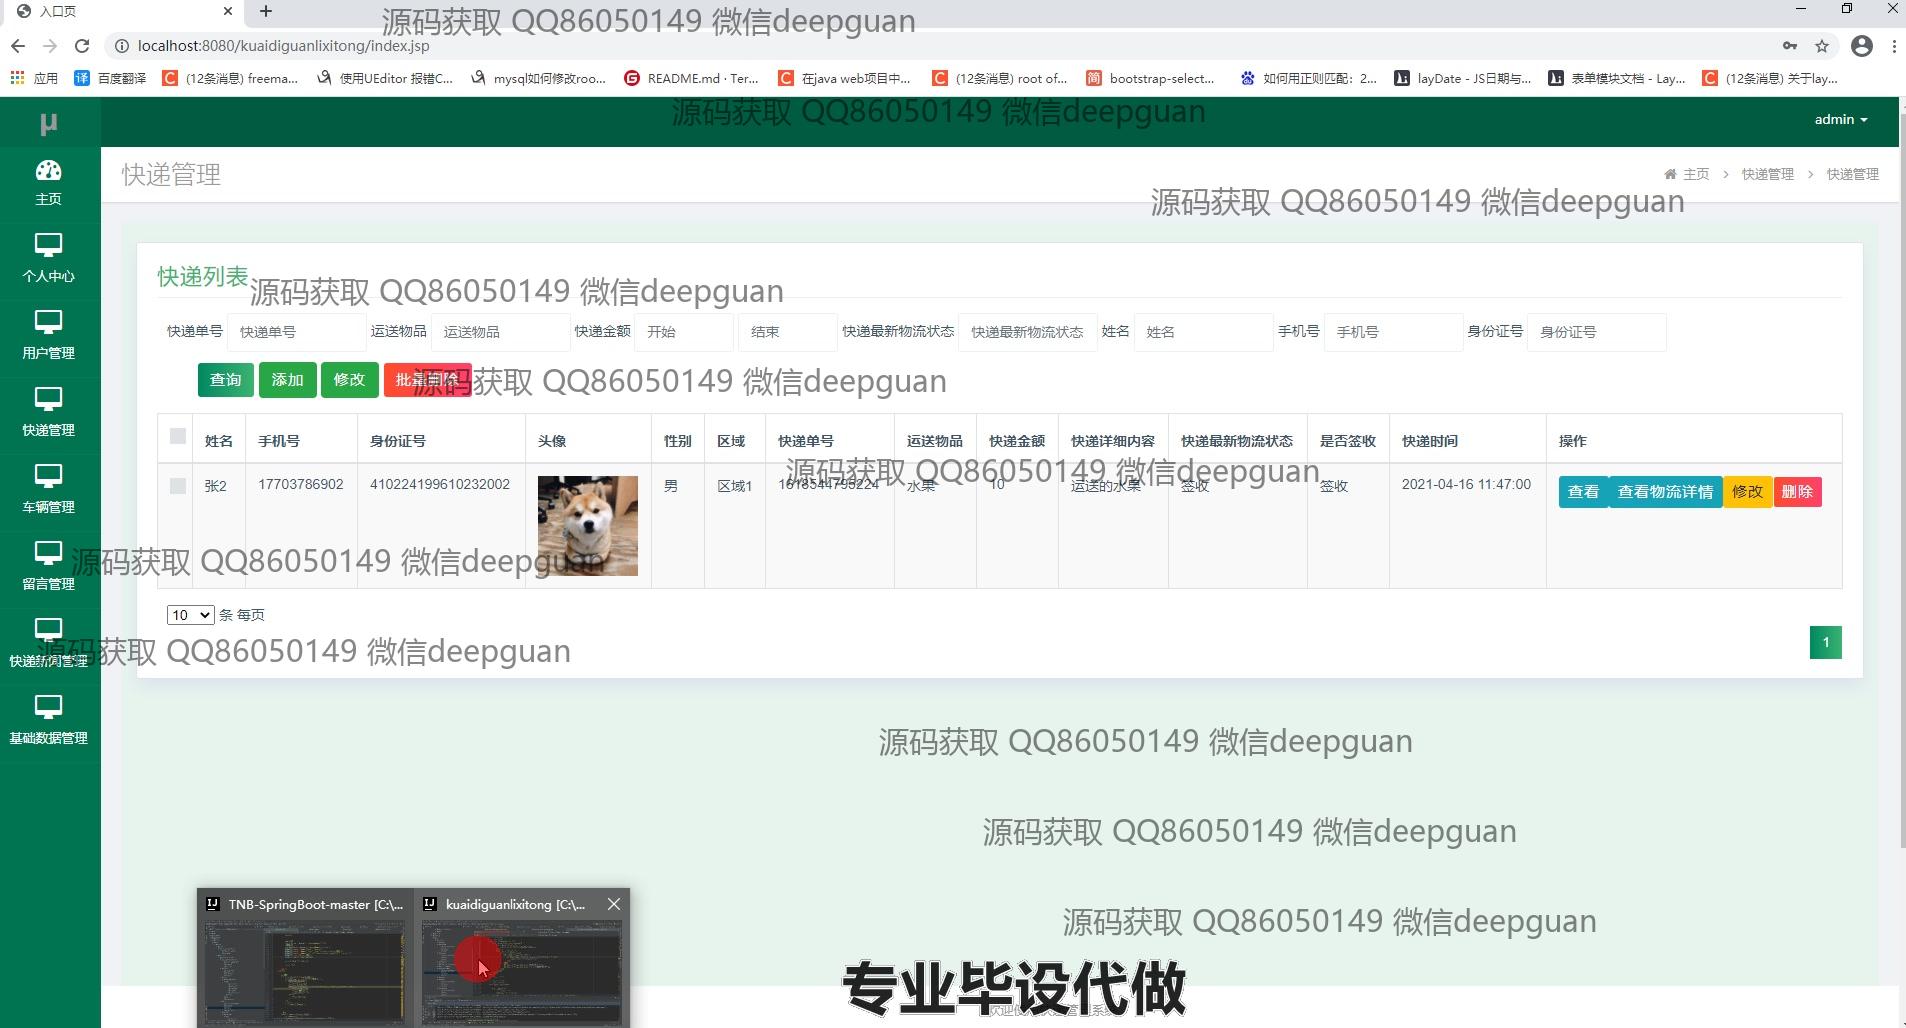 入口页
源码获取 QQ86050149 微信deepguan
localhost:8080/kuaidiguanlixitong/index.jsp
应用 百度翻译 (12条消息) freema... 使用UEditor 报错C... mysql如何修改roo... README.md · Ter... 在java web项目中... (12条消息) root of... bootstrap-select... 如何用正则匹配：2... layDate - JS日期与... 表单模块文档 - Lay... (12条消息) 关于lay...
源码获取 QQ86050149 微信deepguan
μ admin
主页
快递管理 主页 > 快递管理 > 快递管理
源码获取 QQ86050149 微信deepguan
个人中心
快递列表
源码获取 QQ86050149 微信deepguan
快递单号 快递单号 运送物品 运送物品 快递金额 开始 结束 快递最新物流状态 快递最新物流状态 姓名 姓名 手机号 手机号 身份证号 身份证号
用户管理
查询 添加 修改 批量删除
源码获取 QQ86050149 微信deepguan
快递管理
姓名 手机号 身份证号 头像 性别 区域 快递单号 运送物品 快递金额 快递详细内容 快递最新物流状态 是否签收 快递时间 操作
源码获取 QQ86050149 微信deepguan
张2 17703786902 410224199610232002 男 区域1 1618544795224 水果 10 运送的水果 签收 签收 2021-04-16 11:47:00 查看 查看物流详情 修改 删除
车辆管理
源码获取 QQ86050149 微信deepguan
留言管理
10 条 每页
1
源码获取 QQ86050149 微信deepguan
快递新闻管理
基础数据管理
源码获取 QQ86050149 微信deepguan
源码获取 QQ86050149 微信deepguan
TNB-SpringBoot-master [C:\... kuaidiguanlixitong [C:\...
源码获取 QQ86050149 微信deepguan
专业毕设代做